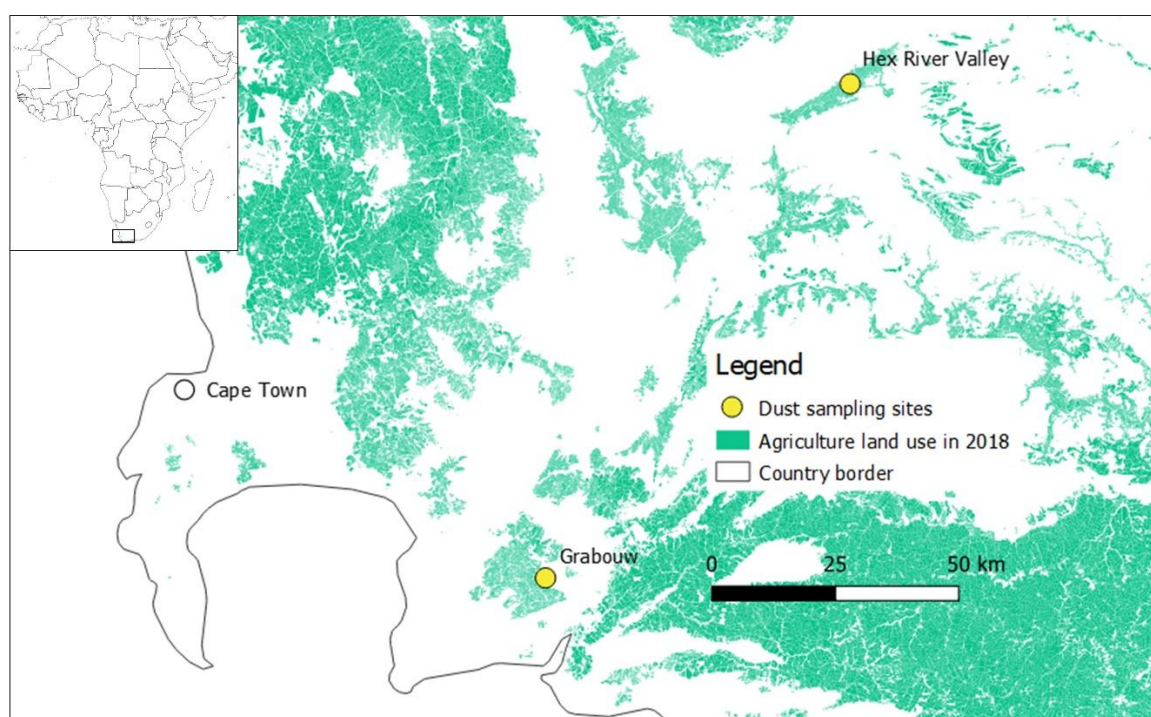 Hex River Valley
Cape Town
Legend
Dust sampling sites
Agriculture land use in 2018
Country border
Grabouw
0 25 50 km